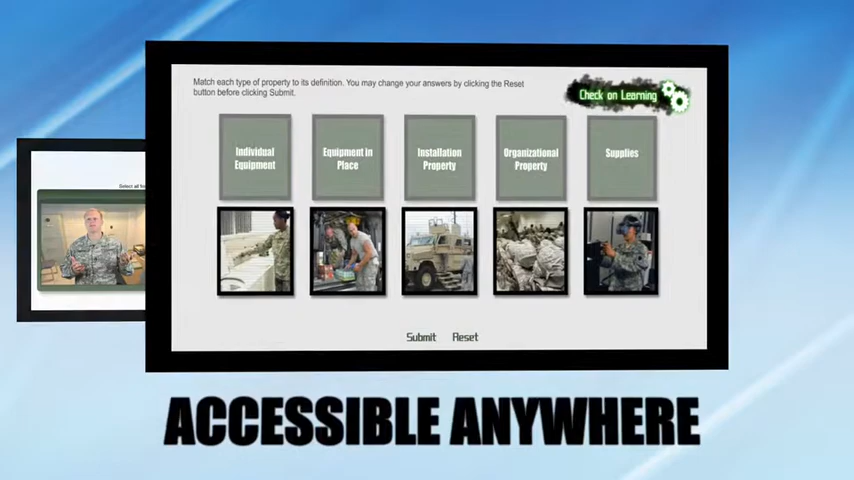 Match each type of property to its definition. You may change your answers by clicking the Reset
button before clicking Submit.
Check on Learning
Individual
Equipment
Equipment in
Place
Installation
Property
Organizational
Property
Supplies
Select all
Submit Reset
ACCESSIBLE ANYWHERE